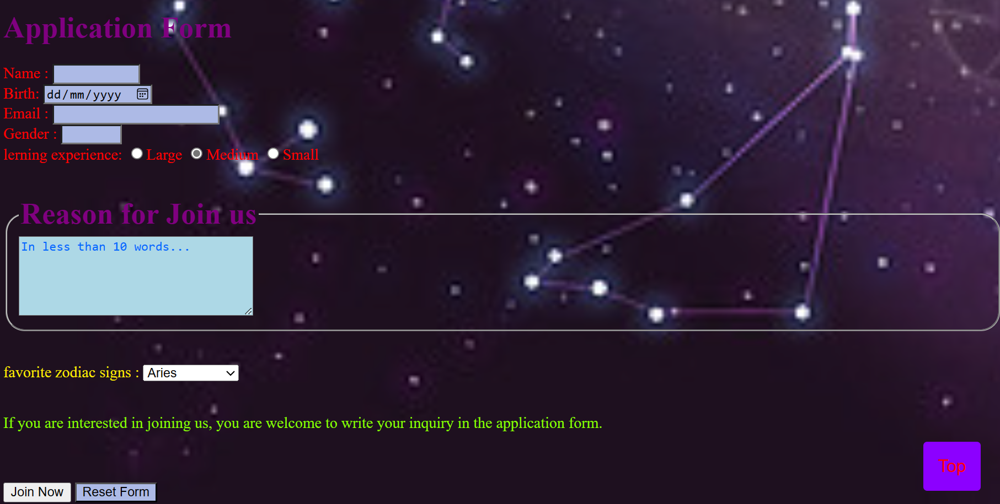 Application Form
Name :
Birth: dd/mm/yyyy
Email :
Gender :
lerning experience: Large Medium Small
Reason for Join us
In less than 10 words...
favorite zodiac signs : Aries
If you are interested in joining us, you are welcome to write your inquiry in the application form.
Top
Join Now Reset Form